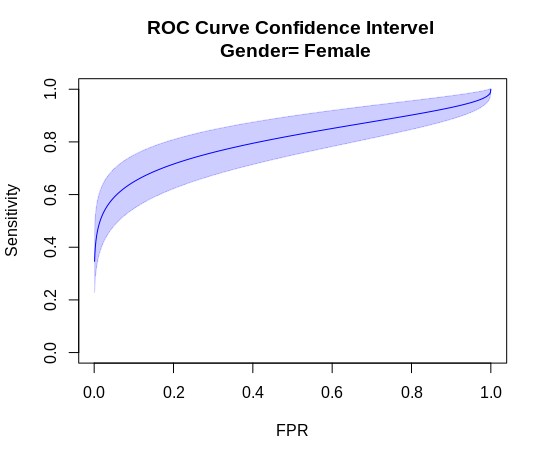 ROC Curve Confidence Intervel
Gender= Female
Sensitivity
1.0
0.8
0.6
0.4
0.2
0.0
0.0 0.2 0.4 0.6 0.8 1.0
FPR